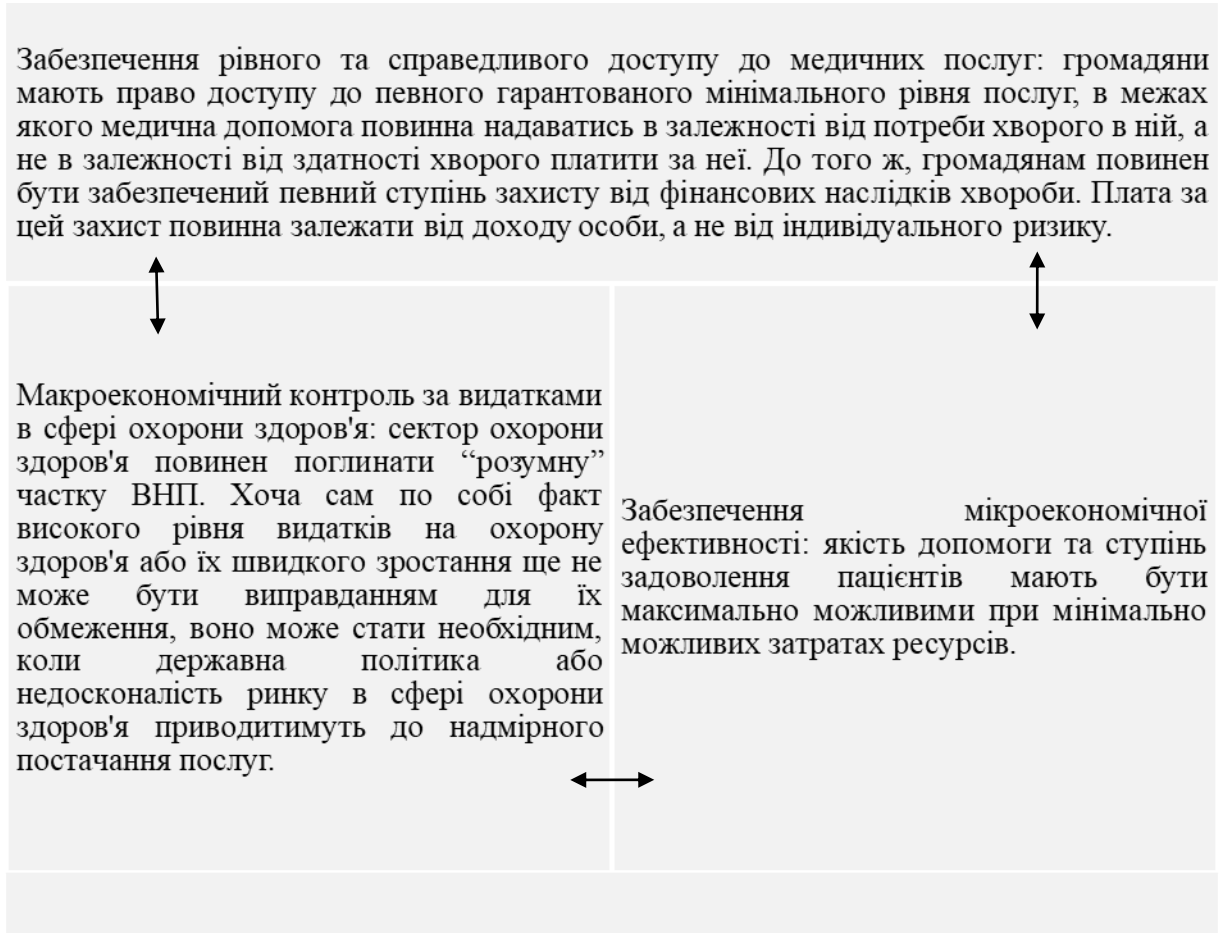 Забезпечення рівного та справедливого доступу до медичних послуг: громадяни
мають право доступу до певного гарантованого мінімального рівня послуг, в межах
якого медична допомога повинна надаватись в залежності від потреби хворого в ній, а
не в залежності від здатності хворого платити за неї. До того ж, громадянам повинен
бути забезпечений певний ступінь захисту від фінансових наслідків хвороби. Плата за
цей захист повинна залежати від доходу особи, а не від індивідуального ризику.
Макроекономічний контроль за видатками
в сфері охорони здоров'я: сектор охорони
здоров'я повинен поглинати “розумну”
частку ВНП. Хоча сам по собі факт
високого рівня видатків на охорону
здоров'я або їх швидкого зростання ще не
може бути виправданням для їх
обмеження, воно може стати необхідним,
коли державна політика або
недосконалість ринку в сфері охорони
здоров'я приводитимуть до надмірного
постачання послуг.
Забезпечення мікроекономічної
ефективності: якість допомоги та ступінь
задоволення пацієнтів мають бути
максимально можливими при мінімально
можливих затратах ресурсів.